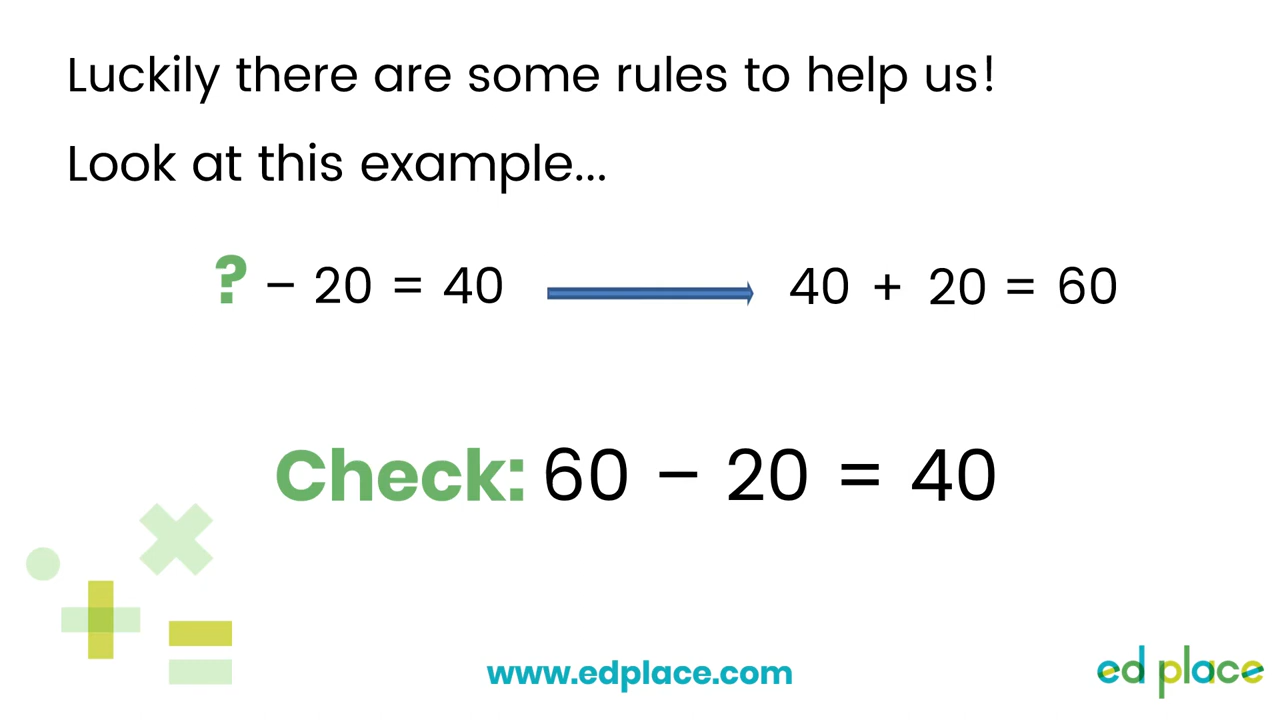 Luckily there are some rules to help us!
Look at this example...
? – 20 = 40 40 + 20 = 60
Check: 60 – 20 = 40
www.edplace.com
ed place